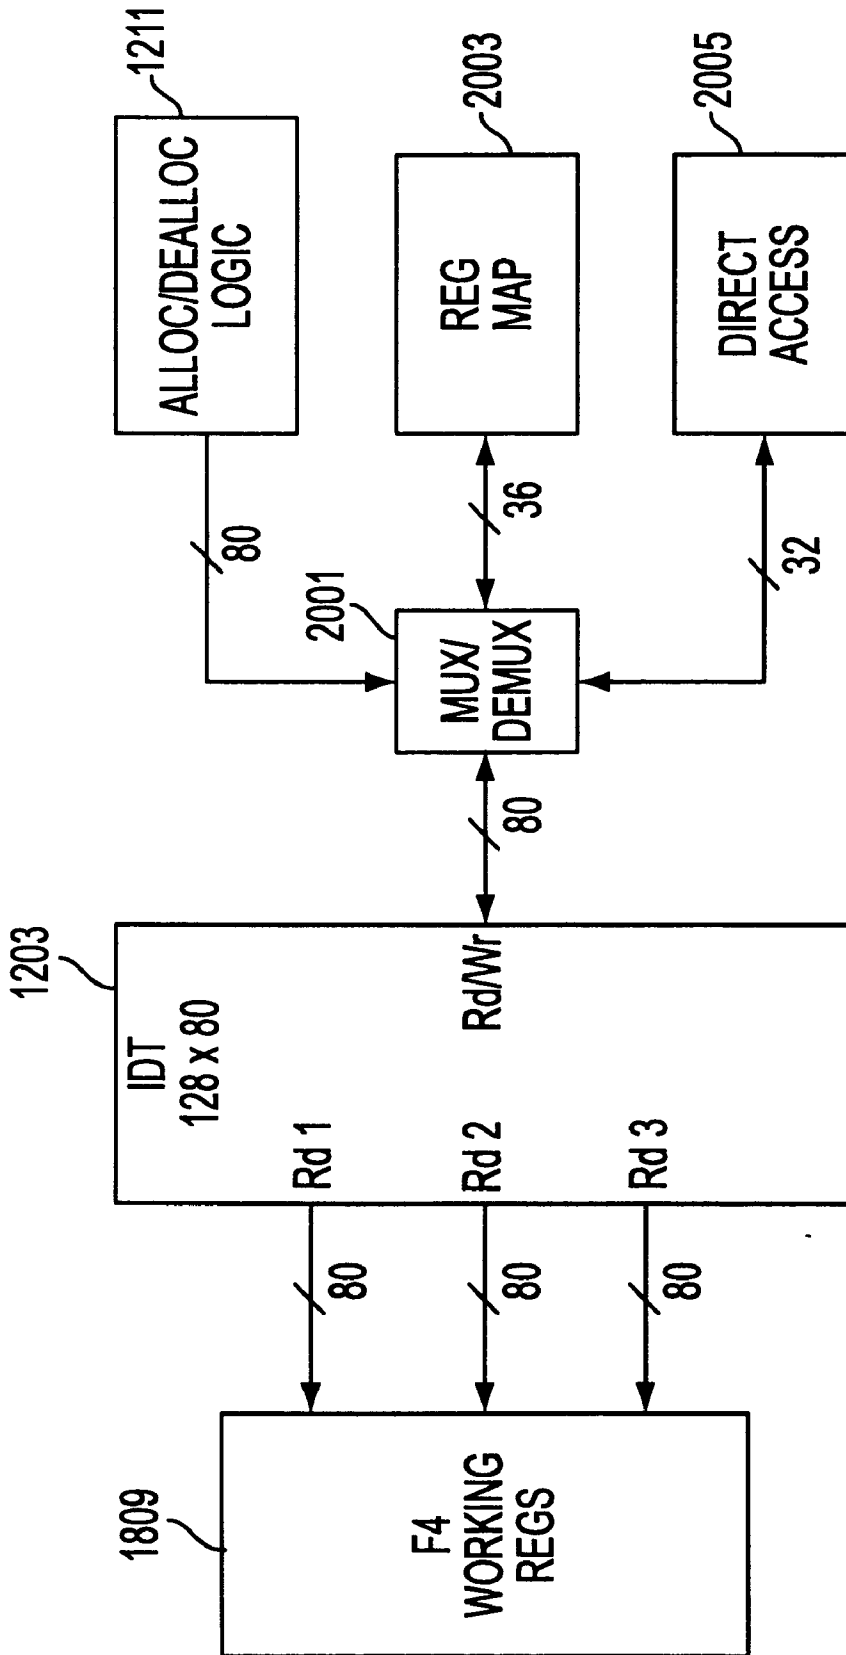 1809
F4
WORKING
REGS
80
80
80
1203
IDT
128 x 80
Rd 1
Rd 2
Rd 3
Rd/Wr
80
2001
MUX/
DEMUX
80
36
32
1211
ALLOC/DEALLOC
LOGIC
2003
REG
MAP
2005
DIRECT
ACCESS